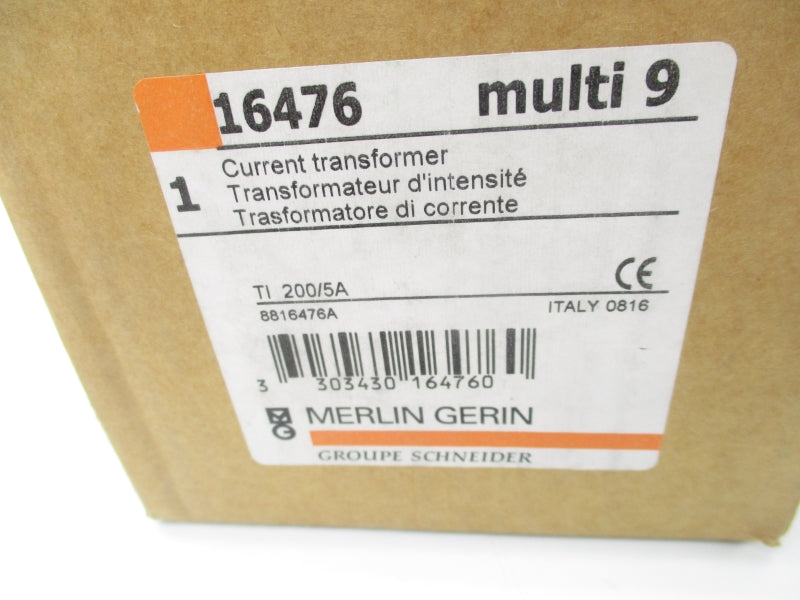 16476 multi 9
1
Current transformer
Transformateur d'intensité
Trasformatore di corrente
CE
TI 200/5A
8816476A ITALY 0816
3 303430 164760
MG MERLIN GERIN
GROUPE SCHNEIDER